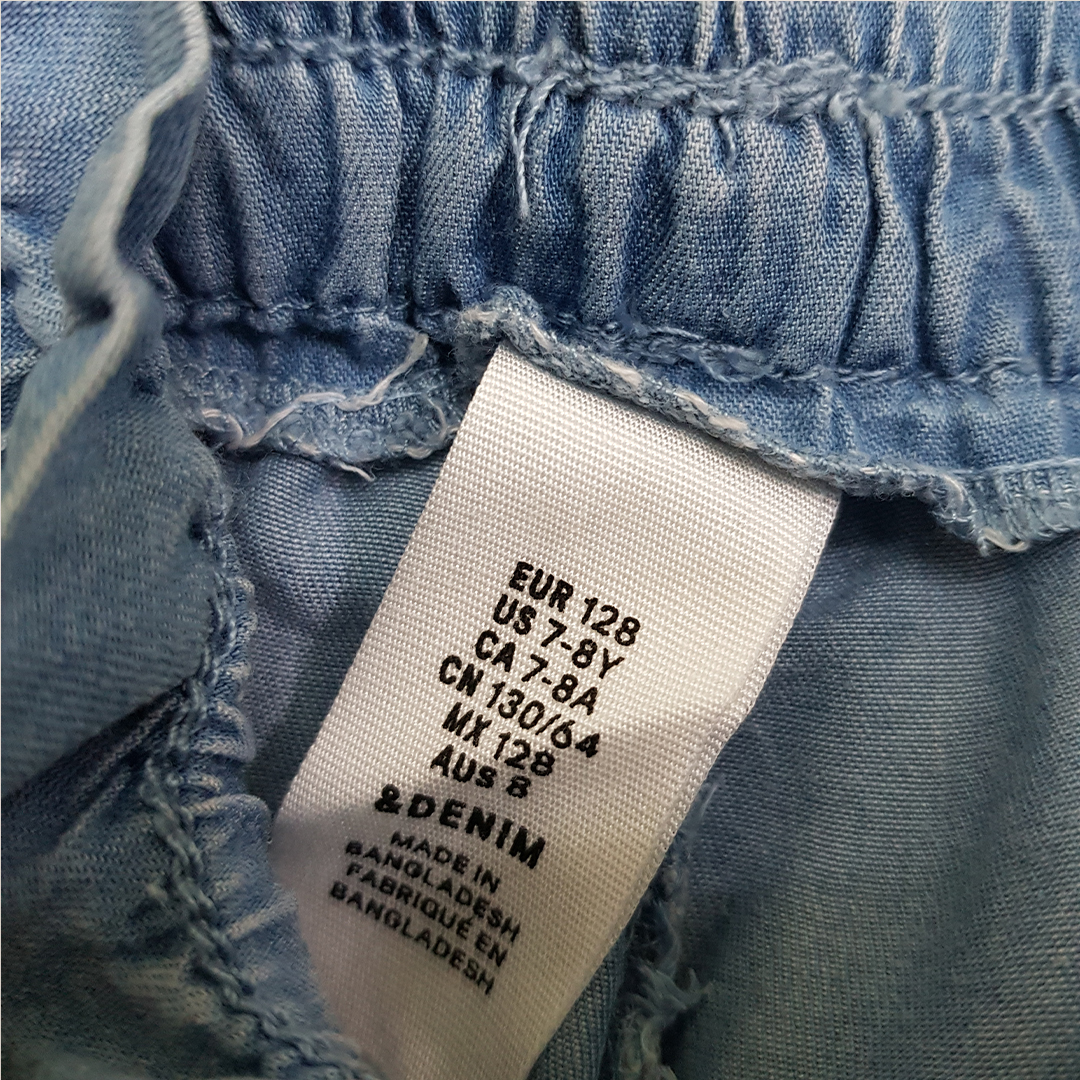 EUR 128
US 7-8Y
CA 7-8A
CN 130/64
MX 128
AUS 8
&DENIM
MADE IN
BANGLADESH
FABRIQUÉ EN
BANGLADESH